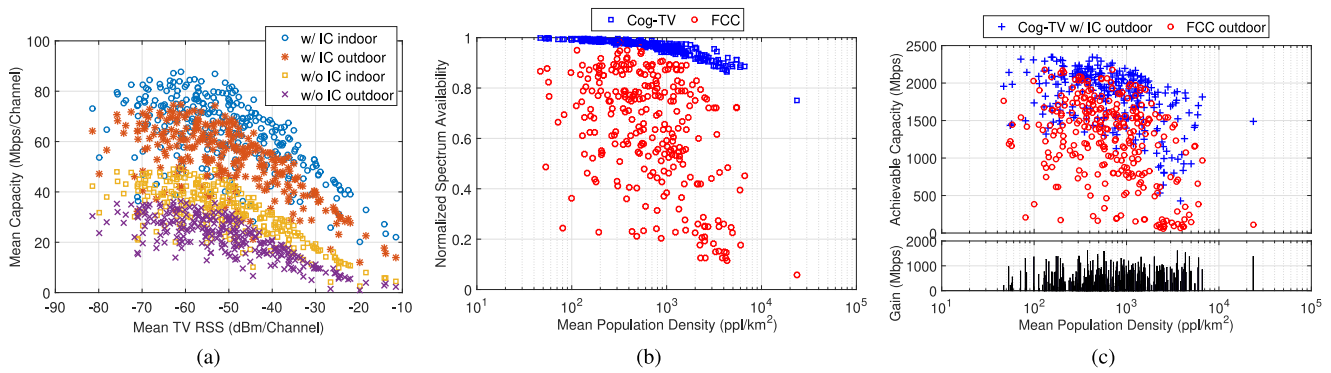 w/ IC indoor
w/ IC outdoor
w/o IC indoor
w/o IC outdoor
Mean Capacity (Mbps/Channel)
100
80
60
40
20
0
-90 -80 -70 -60 -50 -40 -30 -20 -10
Mean TV RSS (dBm/Channel)
(a)
Cog-TV FCC
Normalized Spectrum Availability
1
0.8
0.6
0.4
0.2
0
10^1 10^2 10^3 10^4 10^5
Mean Population Density (ppl/km²)
(b)
Cog-TV w/ IC outdoor FCC outdoor
Achievable Capacity (Mbps)
2500
2000
1500
1000
500
0
Gain (Mbps)
2000
1000
0
10^1 10^2 10^3 10^4 10^5
Mean Population Density (ppl/km²)
(c)